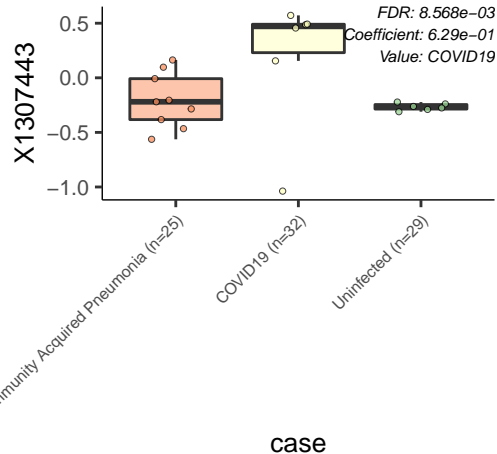 FDR: 8.568e-03
Coefficient: 6.29e-01
Value: COVID19
0.5
0.0
−0.5
−1.0
X1307443
Acquired Pneumonia (n=25)
COVID19 (n=32)
Uninfected (n=29)
case